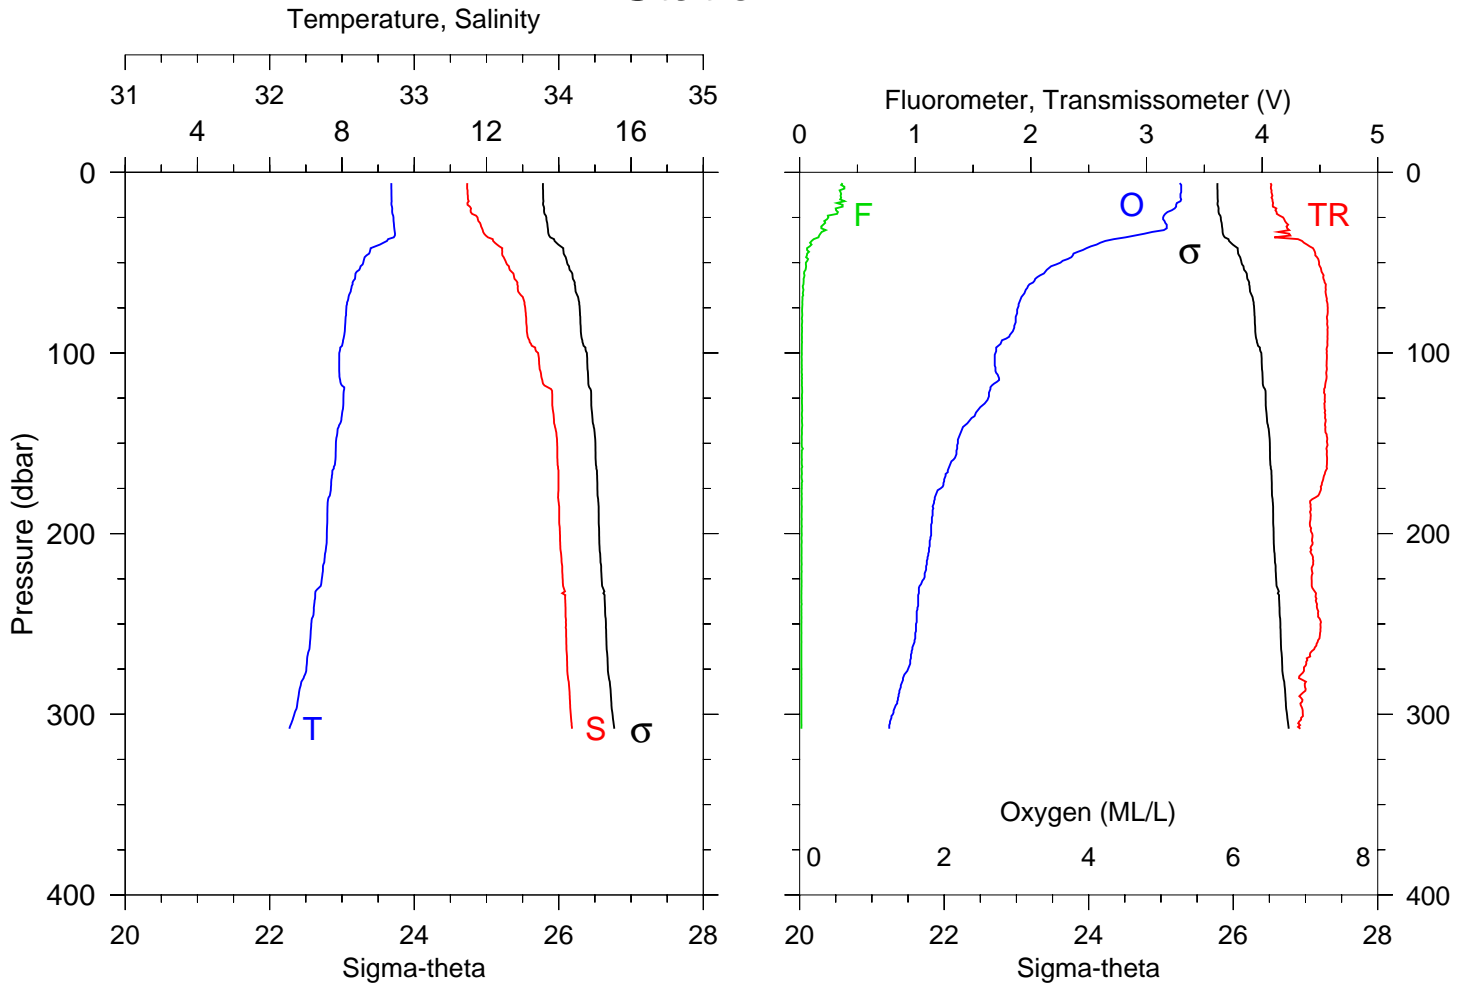 Temperature, Salinity
31 32 33 34 35
4 8 12 16
Fluorometer, Transmissometer (V)
0 1 2 3 4 5
0 0
100 100
200 200
300 300
400 400
Pressure (dbar)
T S σ
F O σ TR
Oxygen (ML/L)
0 2 4 6 8
20 22 24 26 28
Sigma-theta
20 22 24 26 28
Sigma-theta